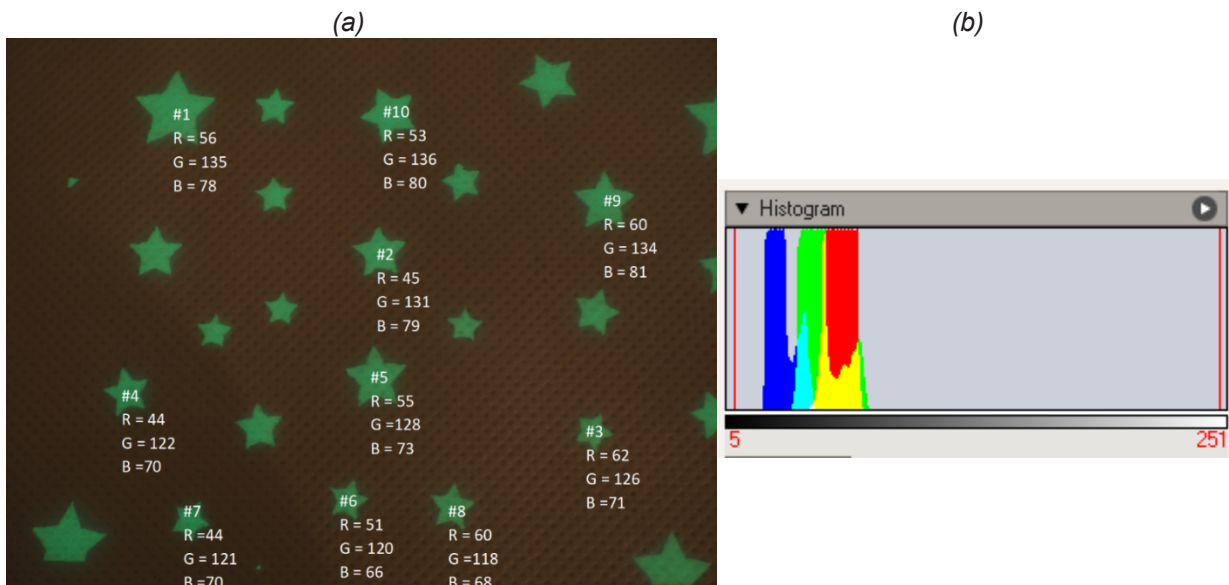 (a)
(b)
#1
R = 56
G = 135
B = 78
#10
R = 53
G = 136
B = 80
#9
R = 60
G = 134
B = 81
#2
R = 45
G = 131
B = 79
#4
R = 44
G = 122
B =70
#5
R = 55
G =128
B = 73
#3
R = 62
G = 126
B =71
#7
R =44
G = 121
B = 70
#6
R = 51
G = 120
B = 66
#8
R = 60
G =118
B = 68
Histogram
5
251